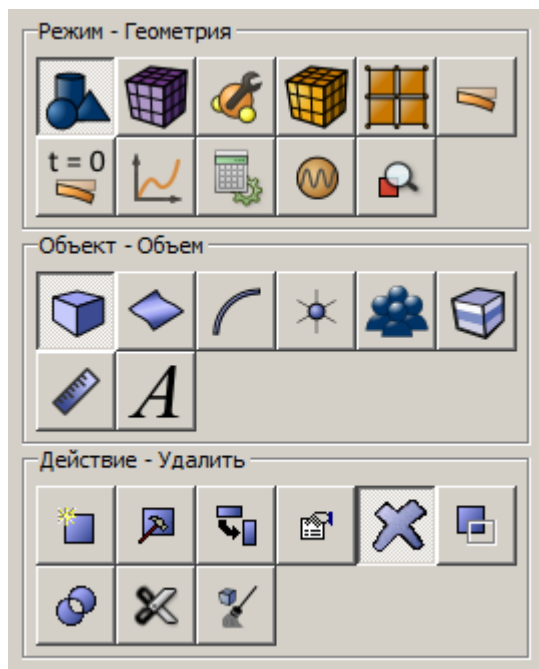 Режим - Геометрия
t = 0
Объект - Объем
A
Действие - Удалить